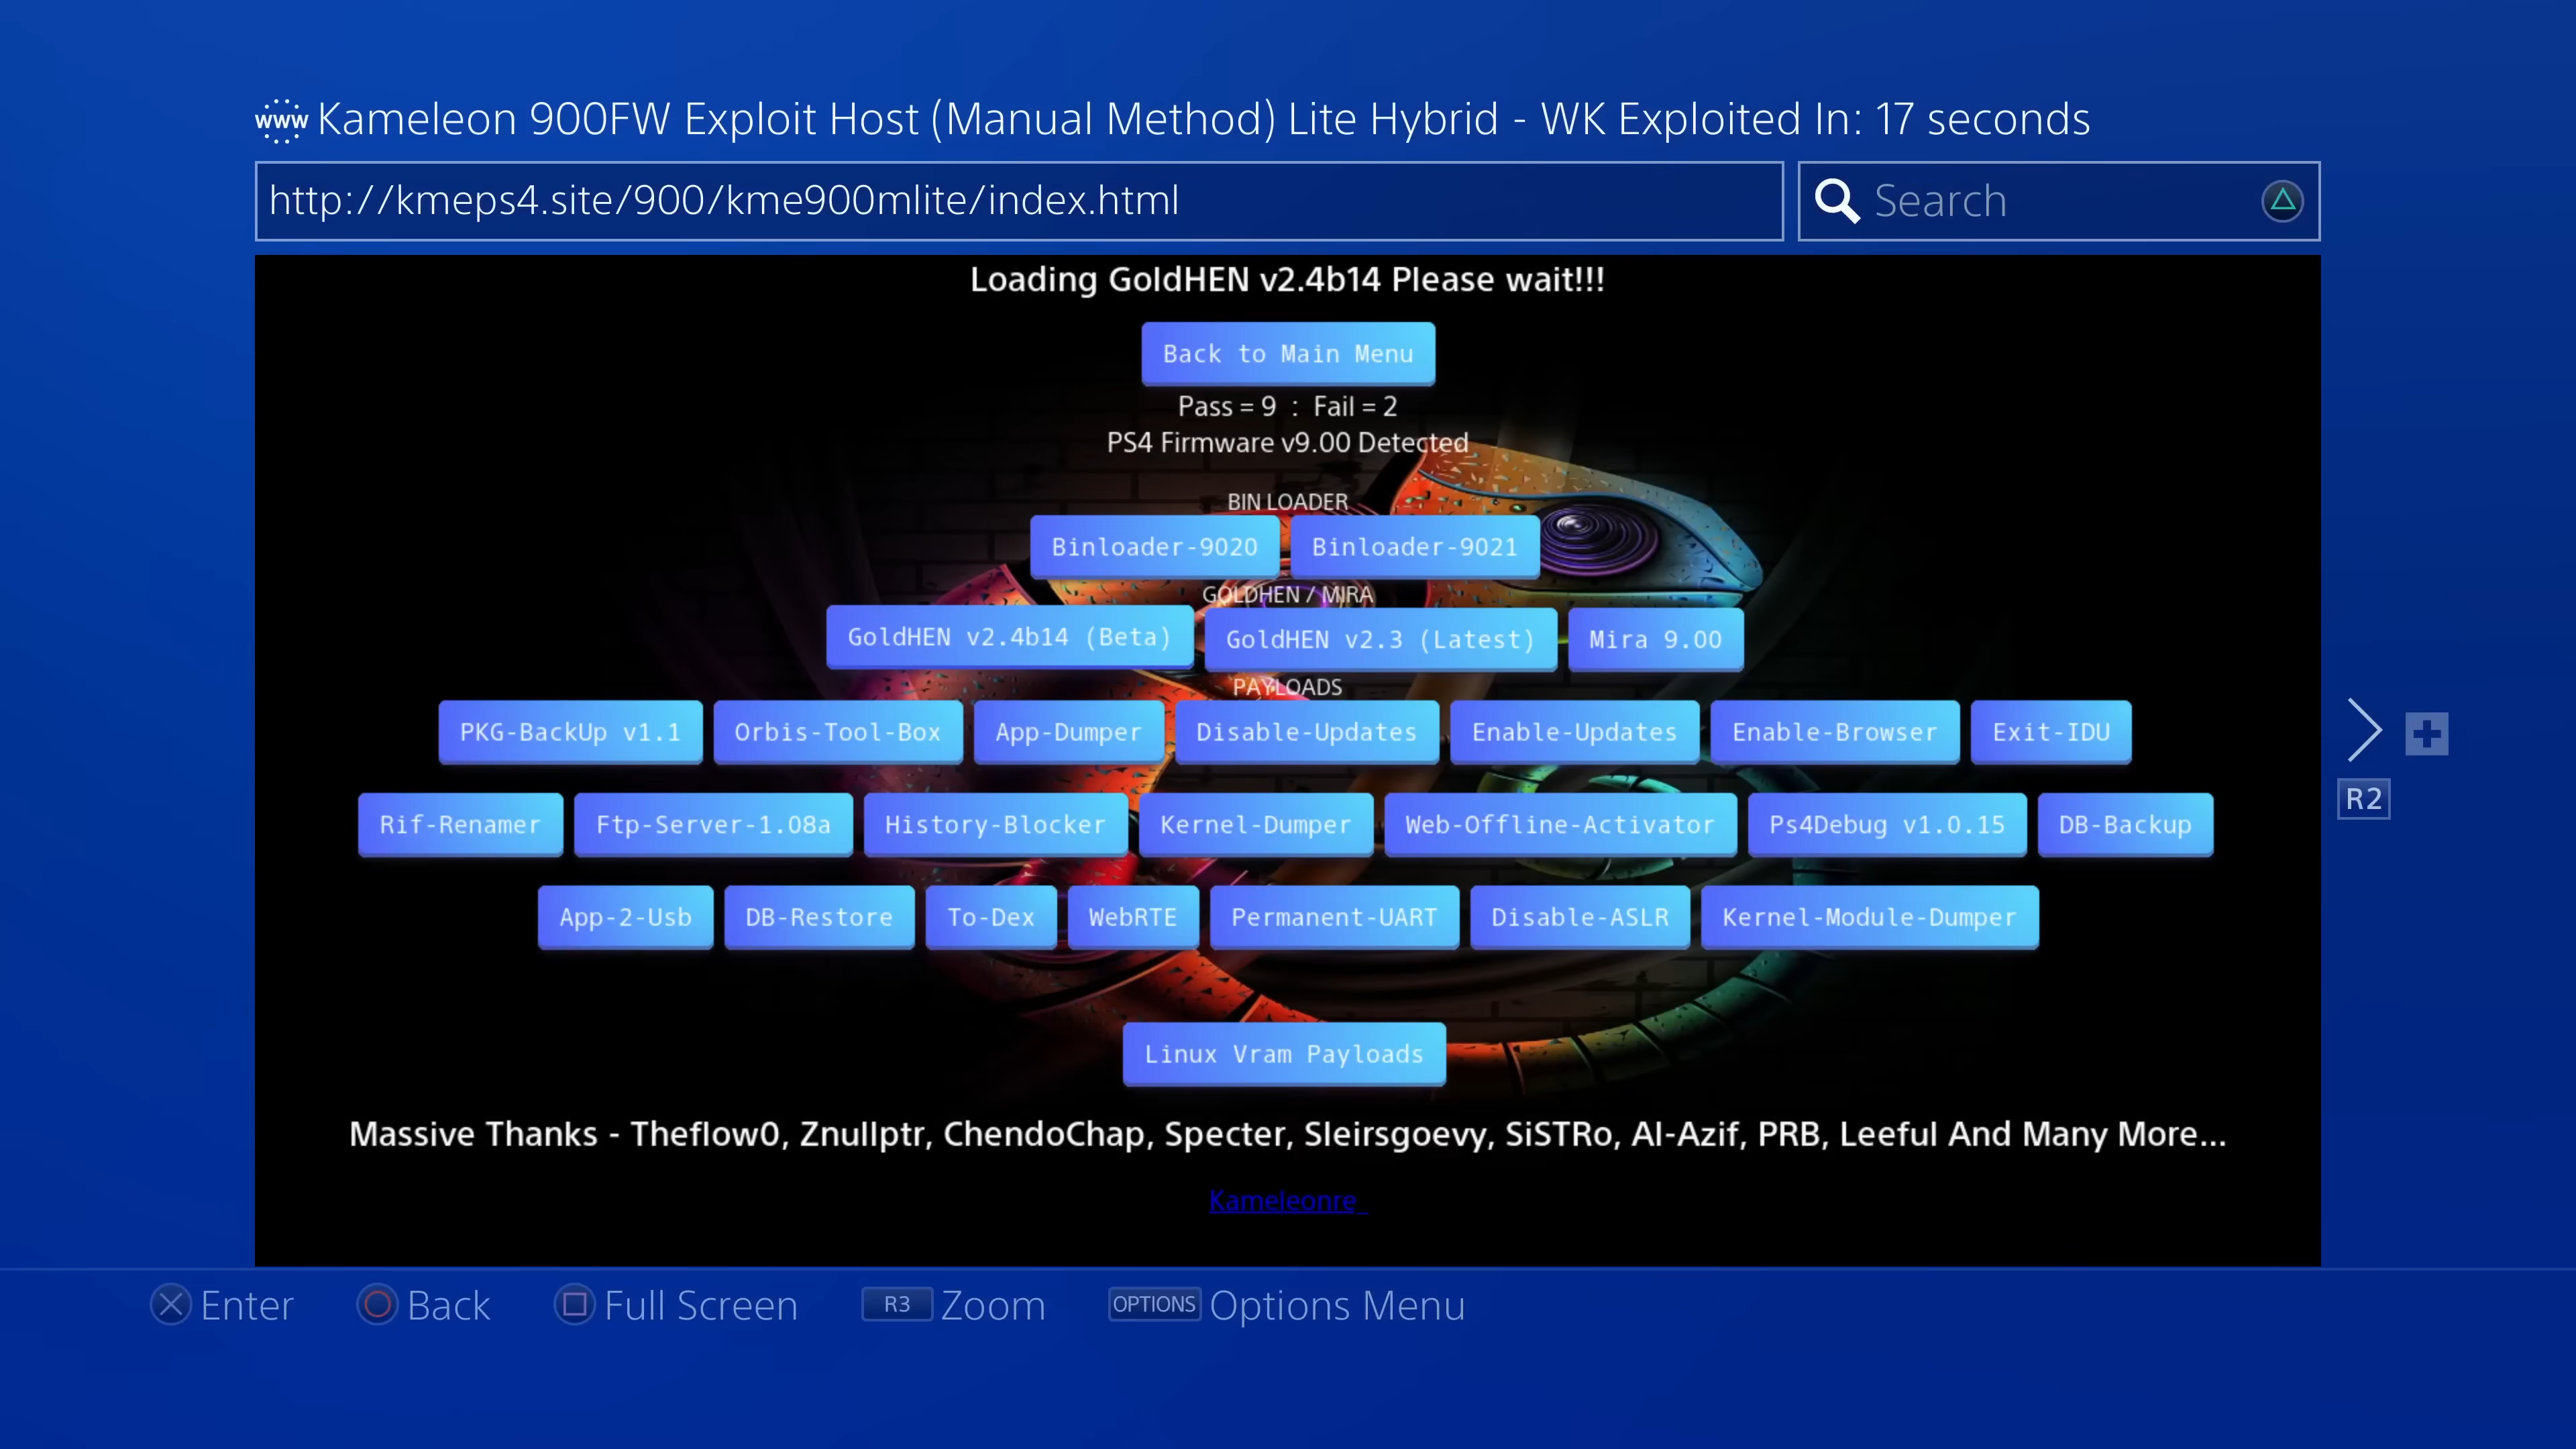 www Kameleon 900FW Exploit Host (Manual Method) Lite Hybrid - WK Exploited In: 17 seconds
http://kmeps4.site/900/kme900mlite/index.html Search
Loading GoldHEN v2.4b14 Please wait!!!
Back to Main Menu
Pass = 9 : Fail = 2
PS4 Firmware v9.00 Detected
BIN LOADER
Binloader-9020 Binloader-9021
GOLDHEN / MIRA
GoldHEN v2.4b14 (Beta) GoldHEN v2.3 (Latest) Mira 9.00
PAYLOADS
PKG-BackUp v1.1 Orbis-Tool-Box App-Dumper Disable-Updates Enable-Updates Enable-Browser Exit-IDU
Rif-Renamer Ftp-Server-1.08a History-Blocker Kernel-Dumper Web-Offline-Activator Ps4Debug v1.0.15 DB-Backup
R2
App-2-Usb DB-Restore To-Dex WebRTE Permanent-UART Disable-ASLR Kernel-Module-Dumper
Linux Vram Payloads
Massive Thanks - Theflow0, Znullptr, ChendoChap, Specter, Sleirsgoevy, SiSTRo, Al-Azif, PRB, Leeful And Many More...
Kameleonre_
Enter Back Full Screen R3 Zoom OPTIONS Options Menu